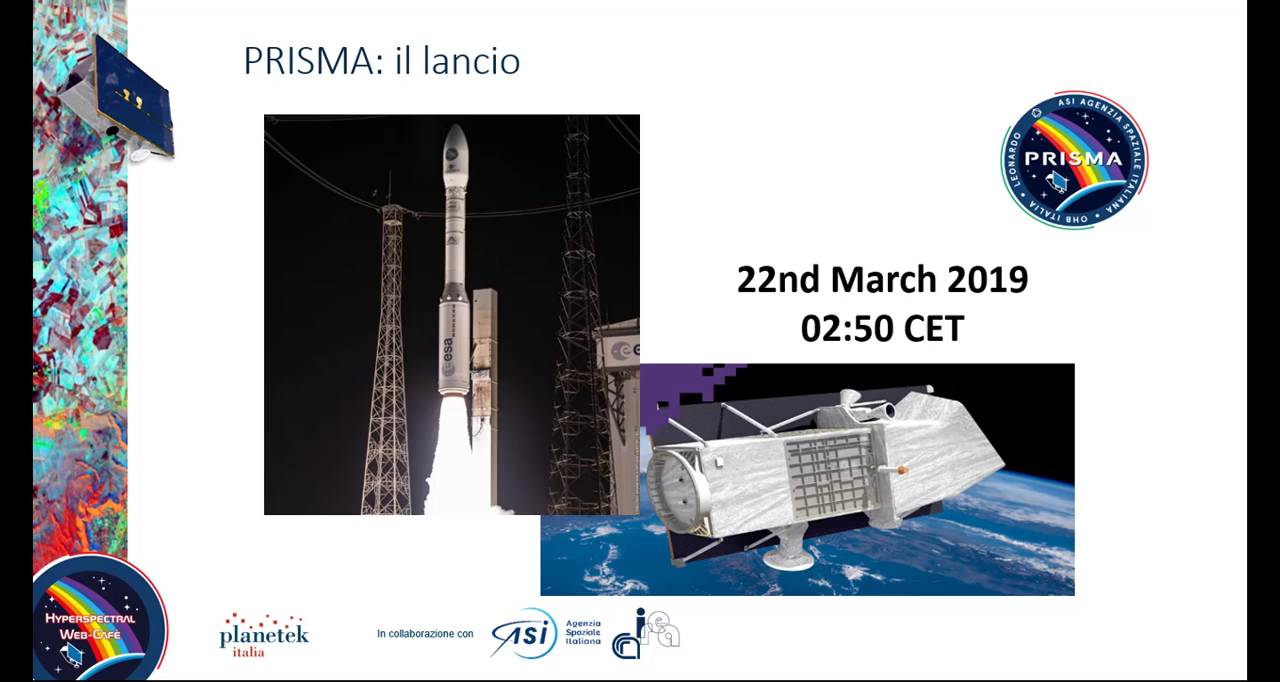 PRISMA: il lancio
ASI AGENZIA SPAZIALE ITALIANA • OHB ITALIA • LEONARDO
PRISMA
22nd March 2019
02:50 CET
esa
HYPERSPECTRAL
WEB-CAFÈ
planetek
italia
In collaborazione con
ASI
Agenzia
Spaziale
Italiana